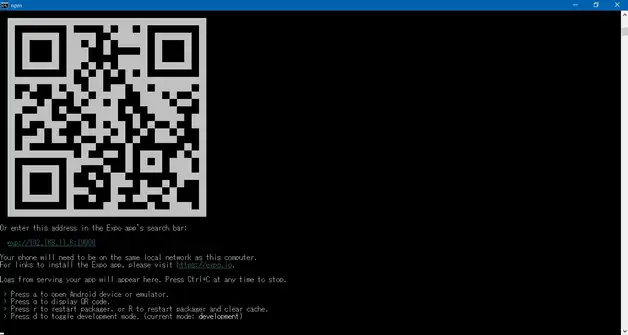 npm
Or enter this address in the Expo app's search bar:
exp://192.168.11.6:19000
Your phone will need to be on the same local network as this computer.
For links to install the Expo app, please visit https://expo.io.
Logs from serving your app will appear here. Press Ctrl+C at any time to stop.
› Press a to open Android device or emulator.
› Press q to display QR code.
› Press r to restart packager, or R to restart packager and clear cache.
› Press d to toggle development mode. (current mode: development)